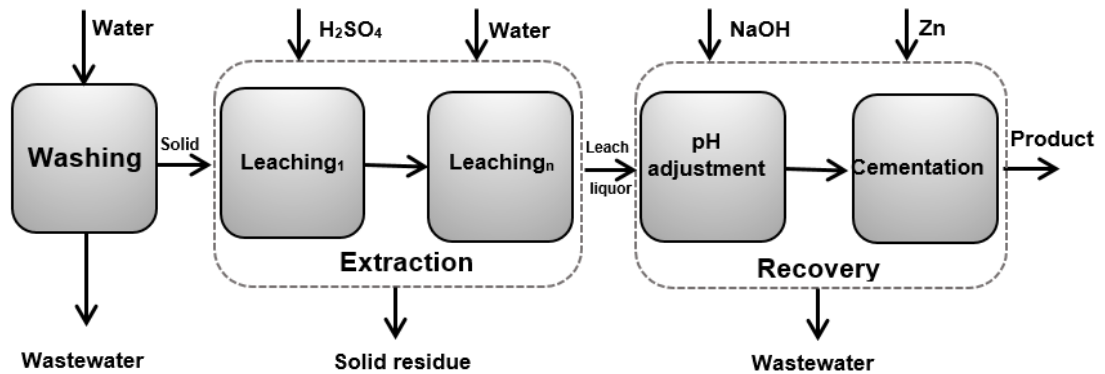 Water
H₂SO₄
Water
NaOH
Zn
Washing
Solid
Leaching₁
Leachingₙ
Leach
liquor
pH
adjustment
Cementation
Product
Extraction
Recovery
Wastewater
Solid residue
Wastewater